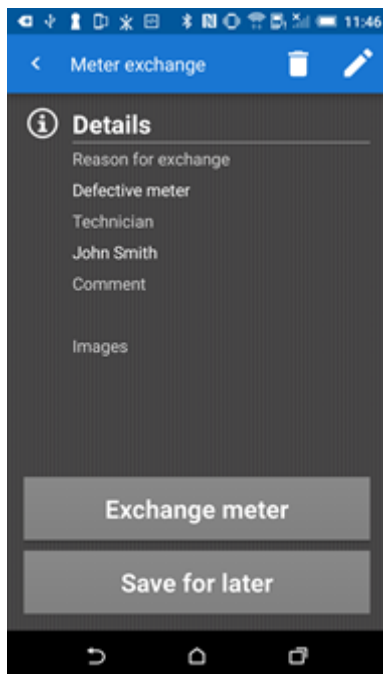 11:46
Meter exchange
Details
Reason for exchange
Defective meter
Technician
John Smith
Comment
Images
Exchange meter
Save for later